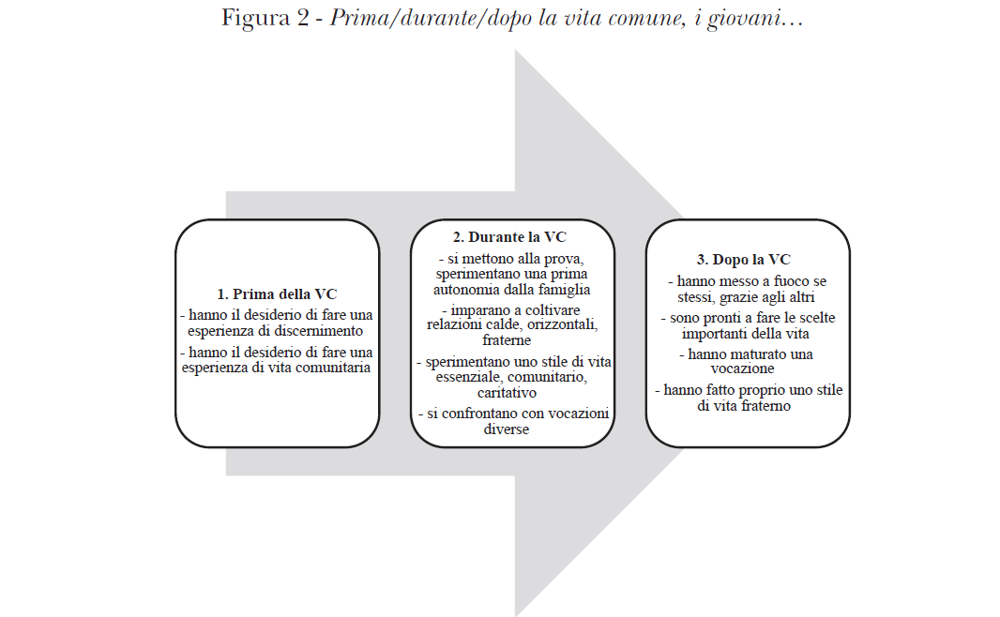 Figura 2 - Prima/durante/dopo la vita comune, i giovani…
1. Prima della VC
- hanno il desiderio di fare una
esperienza di discernimento
- hanno il desiderio di fare una
esperienza di vita comunitaria
2. Durante la VC
- si mettono alla prova,
sperimentano una prima
autonomia dalla famiglia
- imparano a coltivare
relazioni calde, orizzontali,
fraterne
- sperimentano uno stile di vita
essenziale, comunitario,
caritativo
- si confrontano con vocazioni
diverse
3. Dopo la VC
- hanno messo a fuoco se
stessi, grazie agli altri
- sono pronti a fare le scelte
importanti della vita
- hanno maturato una
vocazione
- hanno fatto proprio uno stile
di vita fraterno